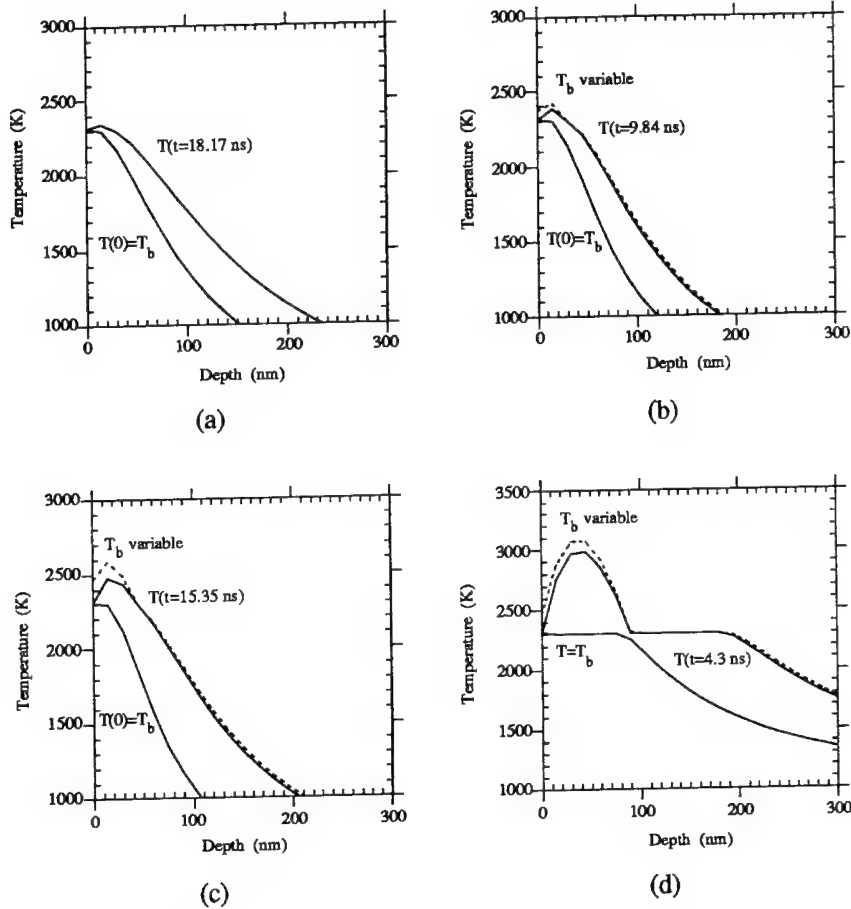 3000
2500
2000
1500
1000
0
100
200
300
Temperature (K)
Depth (nm)
T(t=18.17 ns)
T(0)=T_b
(a)
3000
2500
2000
1500
1000
0
100
200
300
Temperature (K)
Depth (nm)
T_b variable
T(t=9.84 ns)
T(0)=T_b
(b)
3000
2500
2000
1500
1000
0
100
200
300
Temperature (K)
Depth (nm)
T_b variable
T(t=15.35 ns)
T(0)=T_b
(c)
3500
3000
2500
2000
1500
1000
0
100
200
300
Temperature (K)
Depth (nm)
T_b variable
T=T_b
T(t=4.3 ns)
(d)